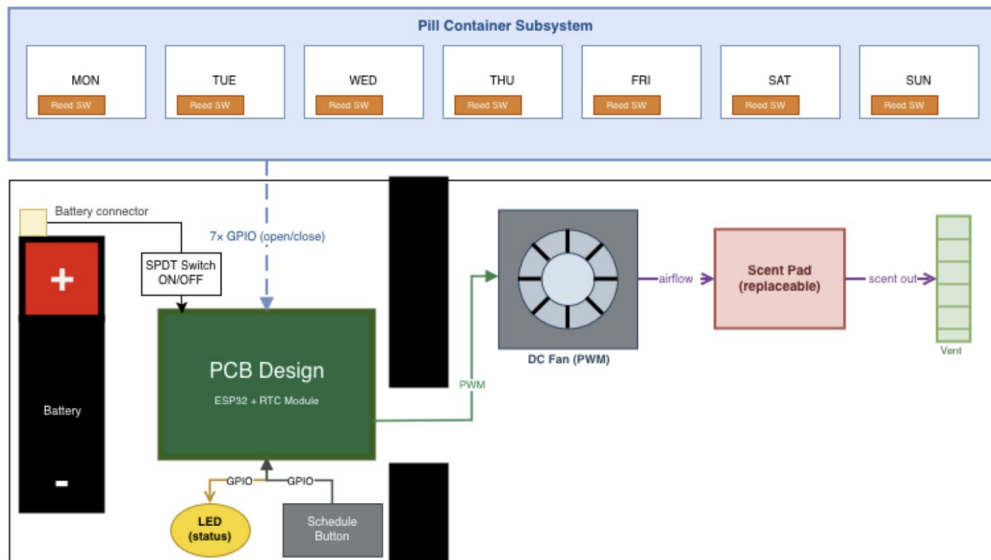 Pill Container Subsystem
MON
TUE
WED
THU
FRI
SAT
SUN
Reed SW
Reed SW
Reed SW
Reed SW
Reed SW
Reed SW
Reed SW
Battery connector
7× GPIO (open/close)
SPDT Switch
ON/OFF
+
Battery
-
PCB Design
ESP32 + RTC Module
PWM
DC Fan (PWM)
airflow
Scent Pad
(replaceable)
scent out
Vent
GPIO
GPIO
LED
(status)
Schedule
Button